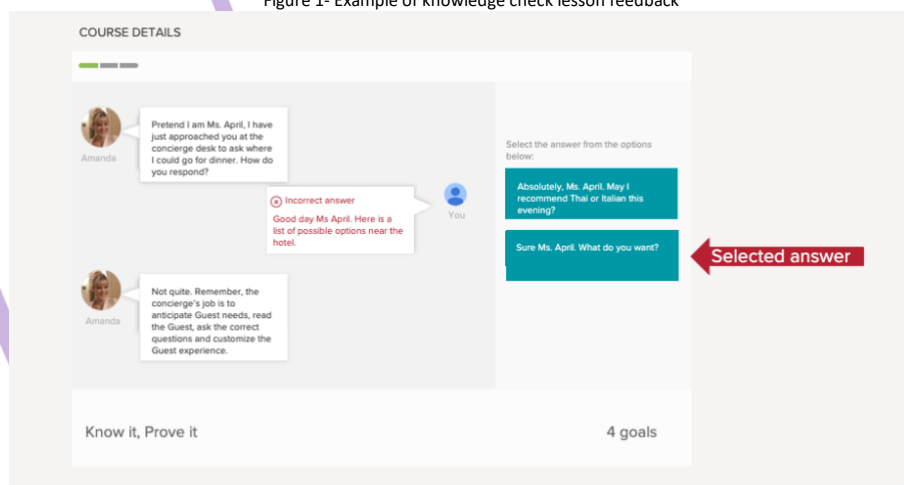 Figure 1- Example of knowledge check lesson feedback
COURSE DETAILS
Pretend I am Ms. April, I have
just approached you at the
concierge desk to ask where
I could go for dinner. How do
you respond?
Amanda
Incorrect answer
Good day Ms April. Here is a
list of possible options near the
hotel.
You
Not quite. Remember, the
concierge's job is to
anticipate Guest needs, read
the Guest, ask the correct
questions and customize the
Guest experience.
Amanda
Select the answer from the options
below:
Absolutely, Ms. April. May I
recommend Thai or Italian this
evening?
Sure Ms. April. What do you want?
Selected answer
Know it, Prove it
4 goals